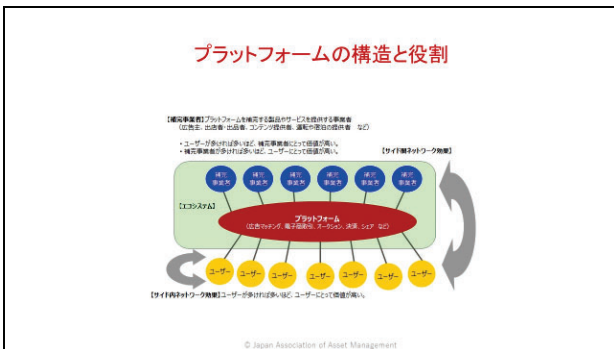 プラットフォームの構造と役割
【補完事業者】プラットフォームを補完する製品やサービスを提供する事業者
（広告主、出店者・出品者、コンテンツ提供者、運転や宿泊の提供者　など）
・ユーザーが多ければ多いほど、補完事業者にとって価値が高い。
・補完事業者が多ければ多いほど、ユーザーにとって価値が高い。
【サイド間ネットワーク効果】
補完事業者 補完事業者 補完事業者 補完事業者 補完事業者 補完事業者
【エコシステム】
プラットフォーム
（広告マッチング、電子商取引、オークション、決済、シェア　など）
ユーザー ユーザー ユーザー ユーザー ユーザー ユーザー ユーザー
【サイド内ネットワーク効果】ユーザーが多ければ多いほど、ユーザーにとって価値が高い。
© Japan Association of Asset Management